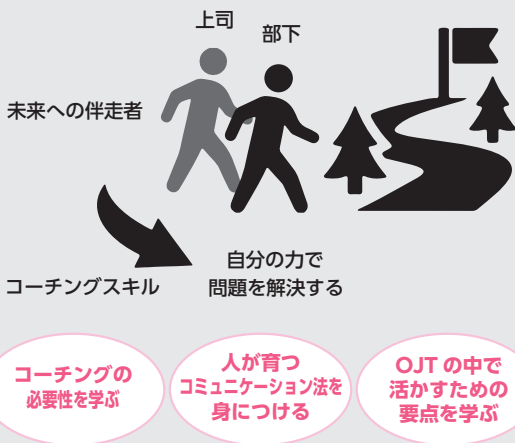 上司
部下
未来への伴走者
コーチングスキル
自分の力で
問題を解決する
コーチングの
必要性を学ぶ
人が育つ
コミュニケーション法を
身につける
OJTの中で
活かすための
要点を学ぶ